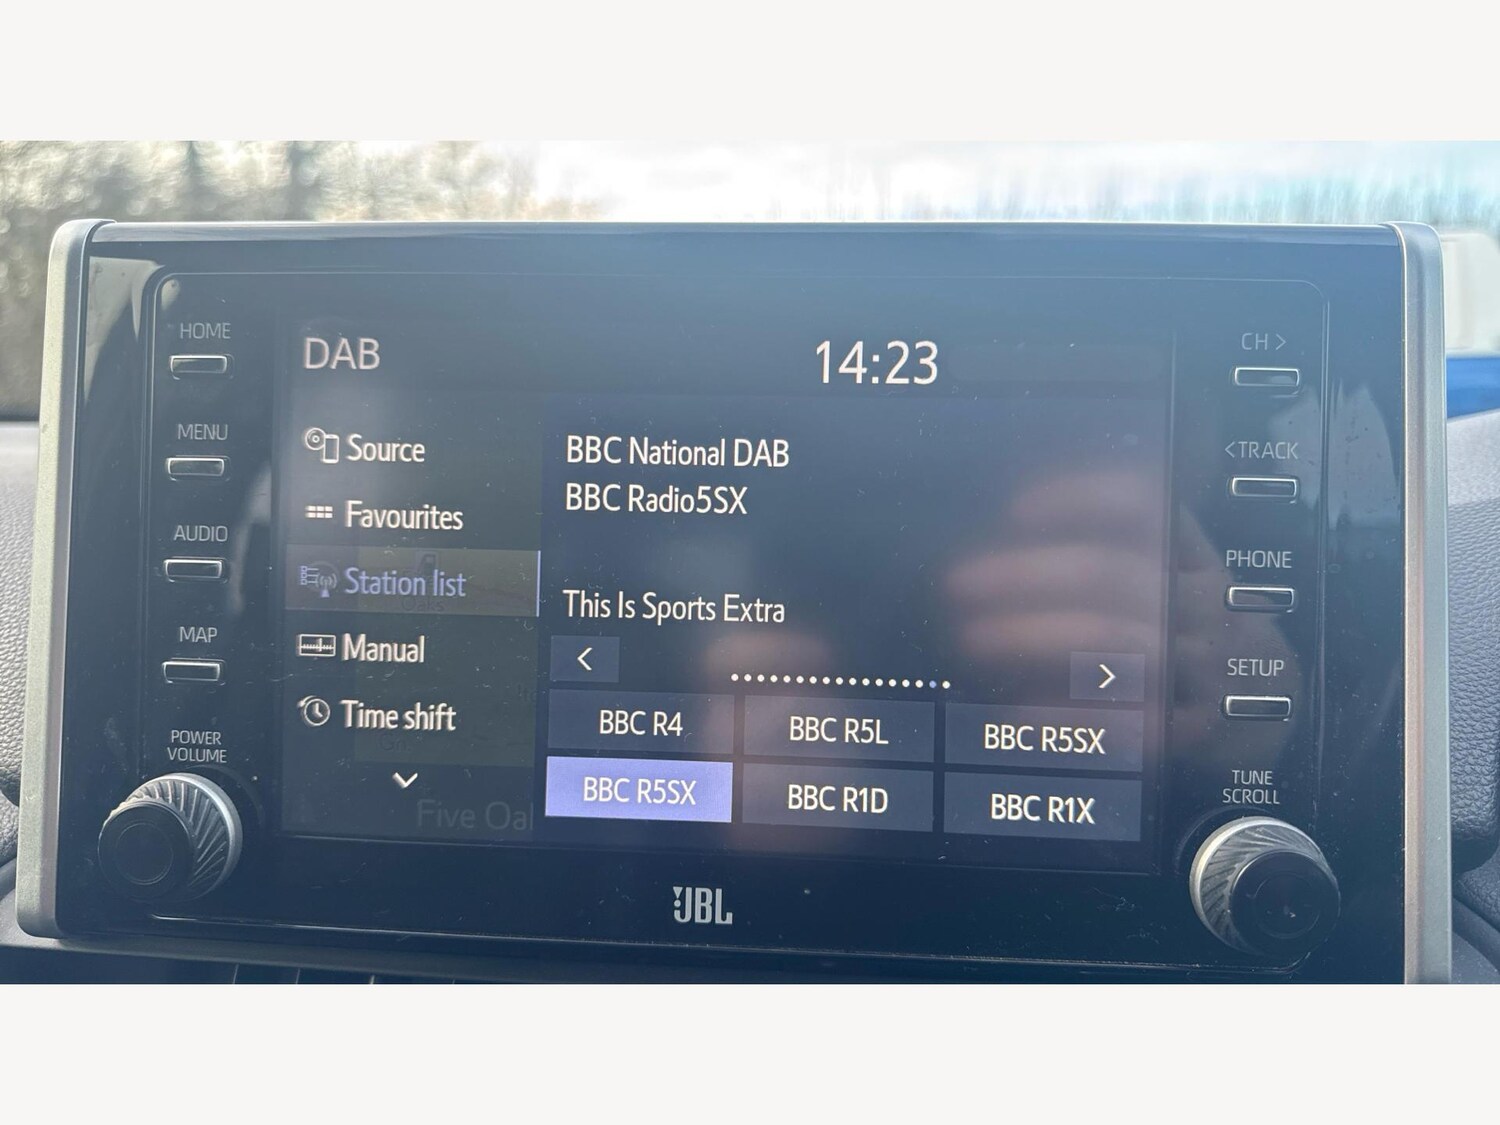 HOME
MENU
AUDIO
MAP
POWER
VOLUME
DAB
14:23
Source
Favourites
Station list
Manual
Time shift
Five Oa
BBC National DAB
BBC Radio5SX
This Is Sports Extra
<
>
BBC R4
BBC R5L
BBC R5SX
BBC R5SX
BBC R1D
BBC R1X
JBL
CH >
<TRACK
PHONE
SETUP
TUNE
SCROLL